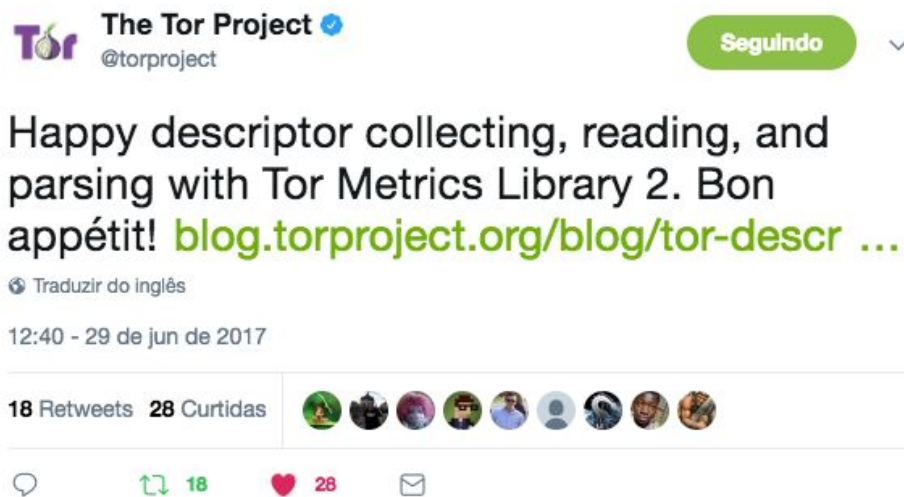 Tor
The Tor Project
@torproject
Seguindo
Happy descriptor collecting, reading, and
parsing with Tor Metrics Library 2. Bon
appétit! blog.torproject.org/blog/tor-descr ...
Traduzir do inglês
12:40 - 29 de jun de 2017
18 Retweets 28 Curtidas
18 28